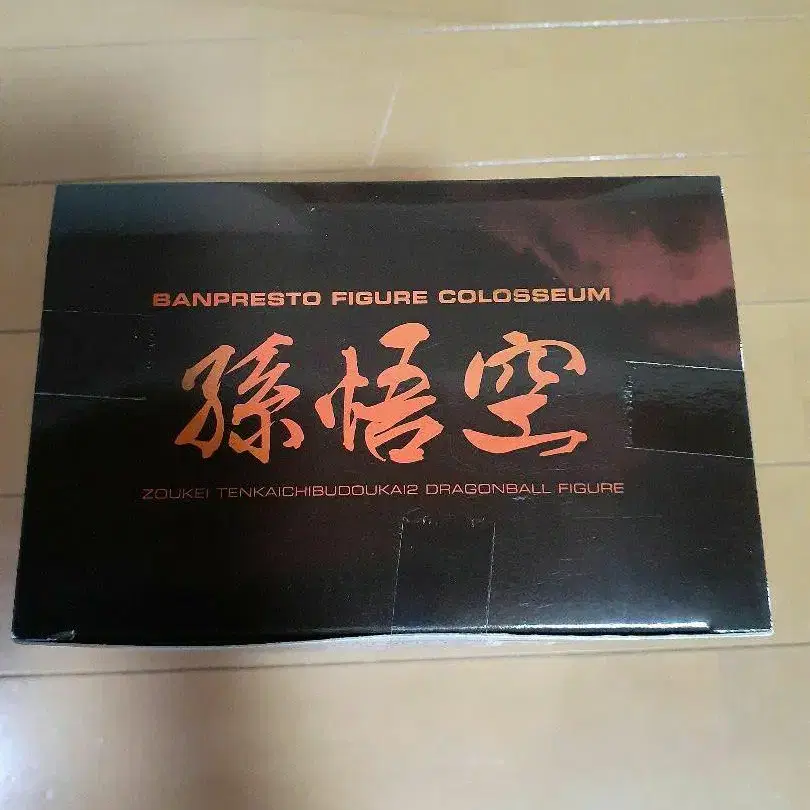 BANPRESTO FIGURE COLOSSEUM
孫悟空
ZOUKEI TENKAICHIBUDOUKAI2 DRAGONBALL FIGURE